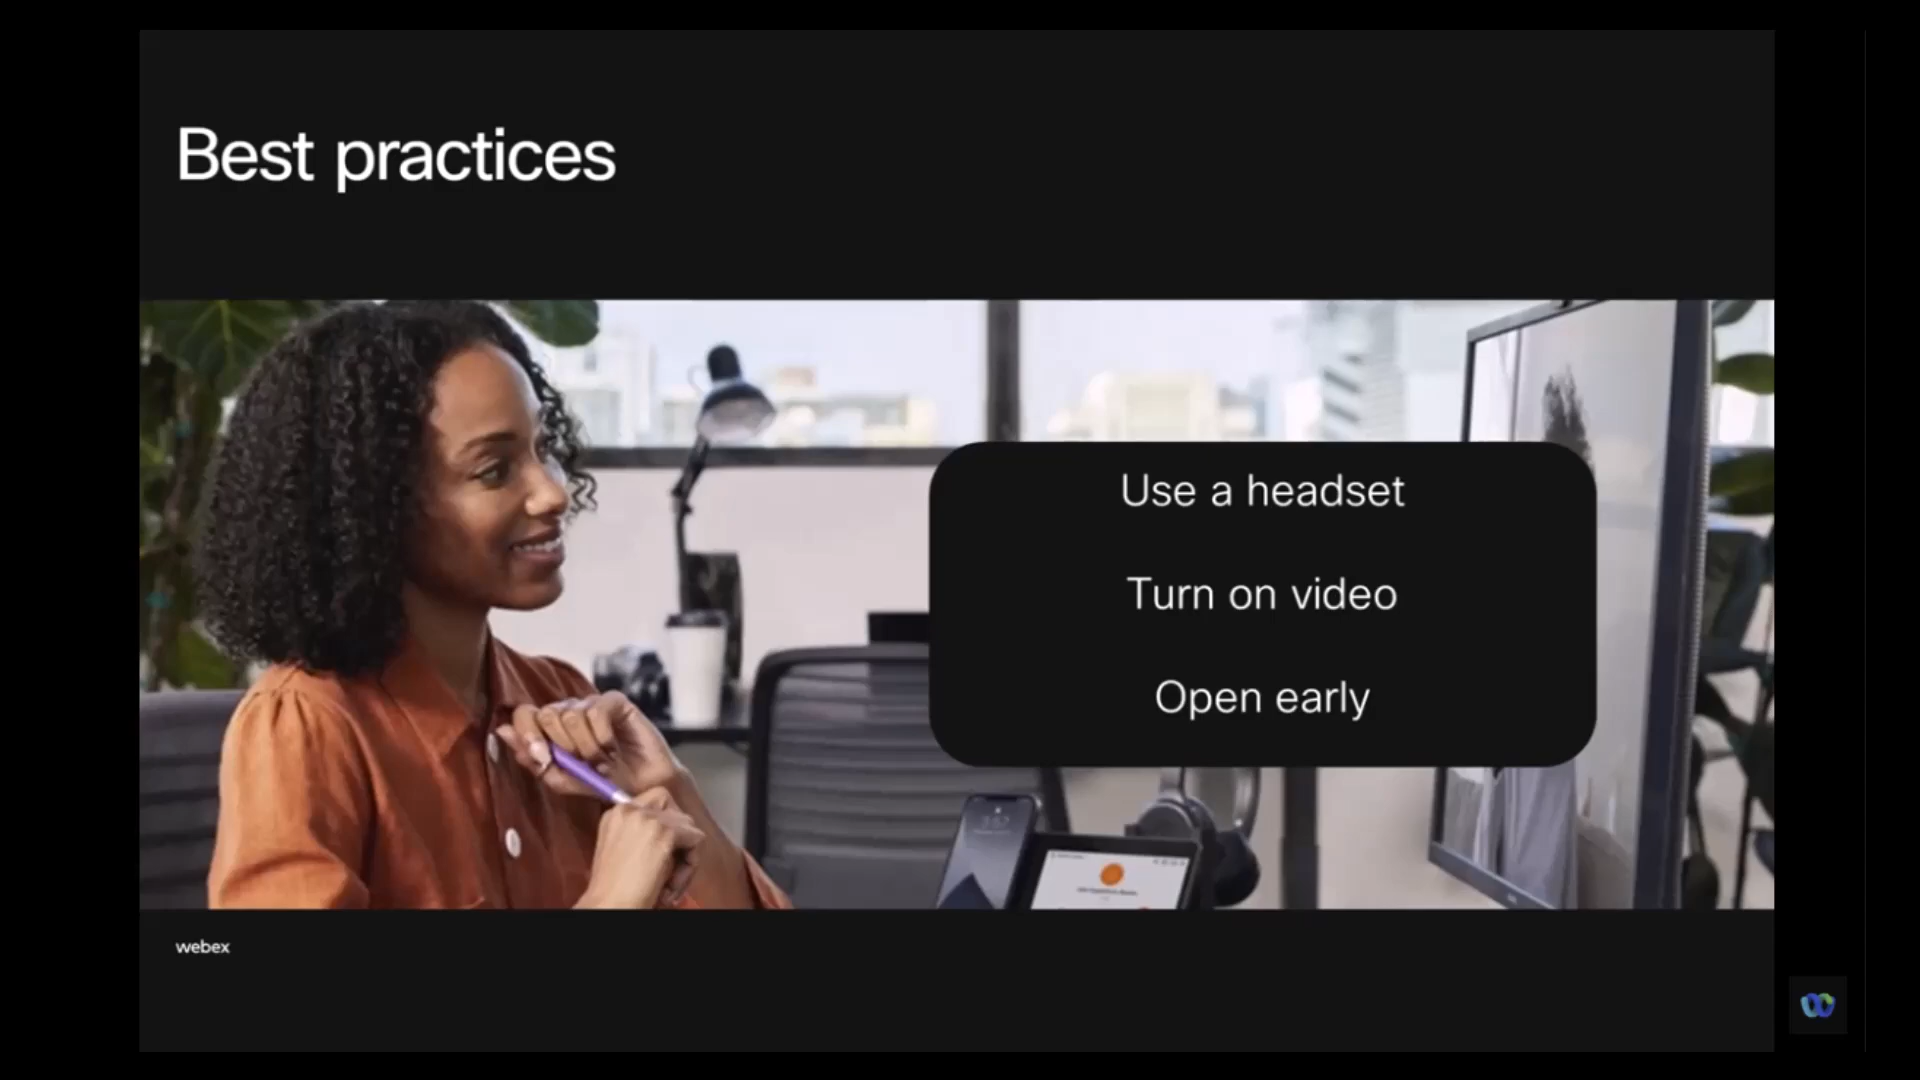 Best practices
Use a headset
Turn on video
Open early
webex